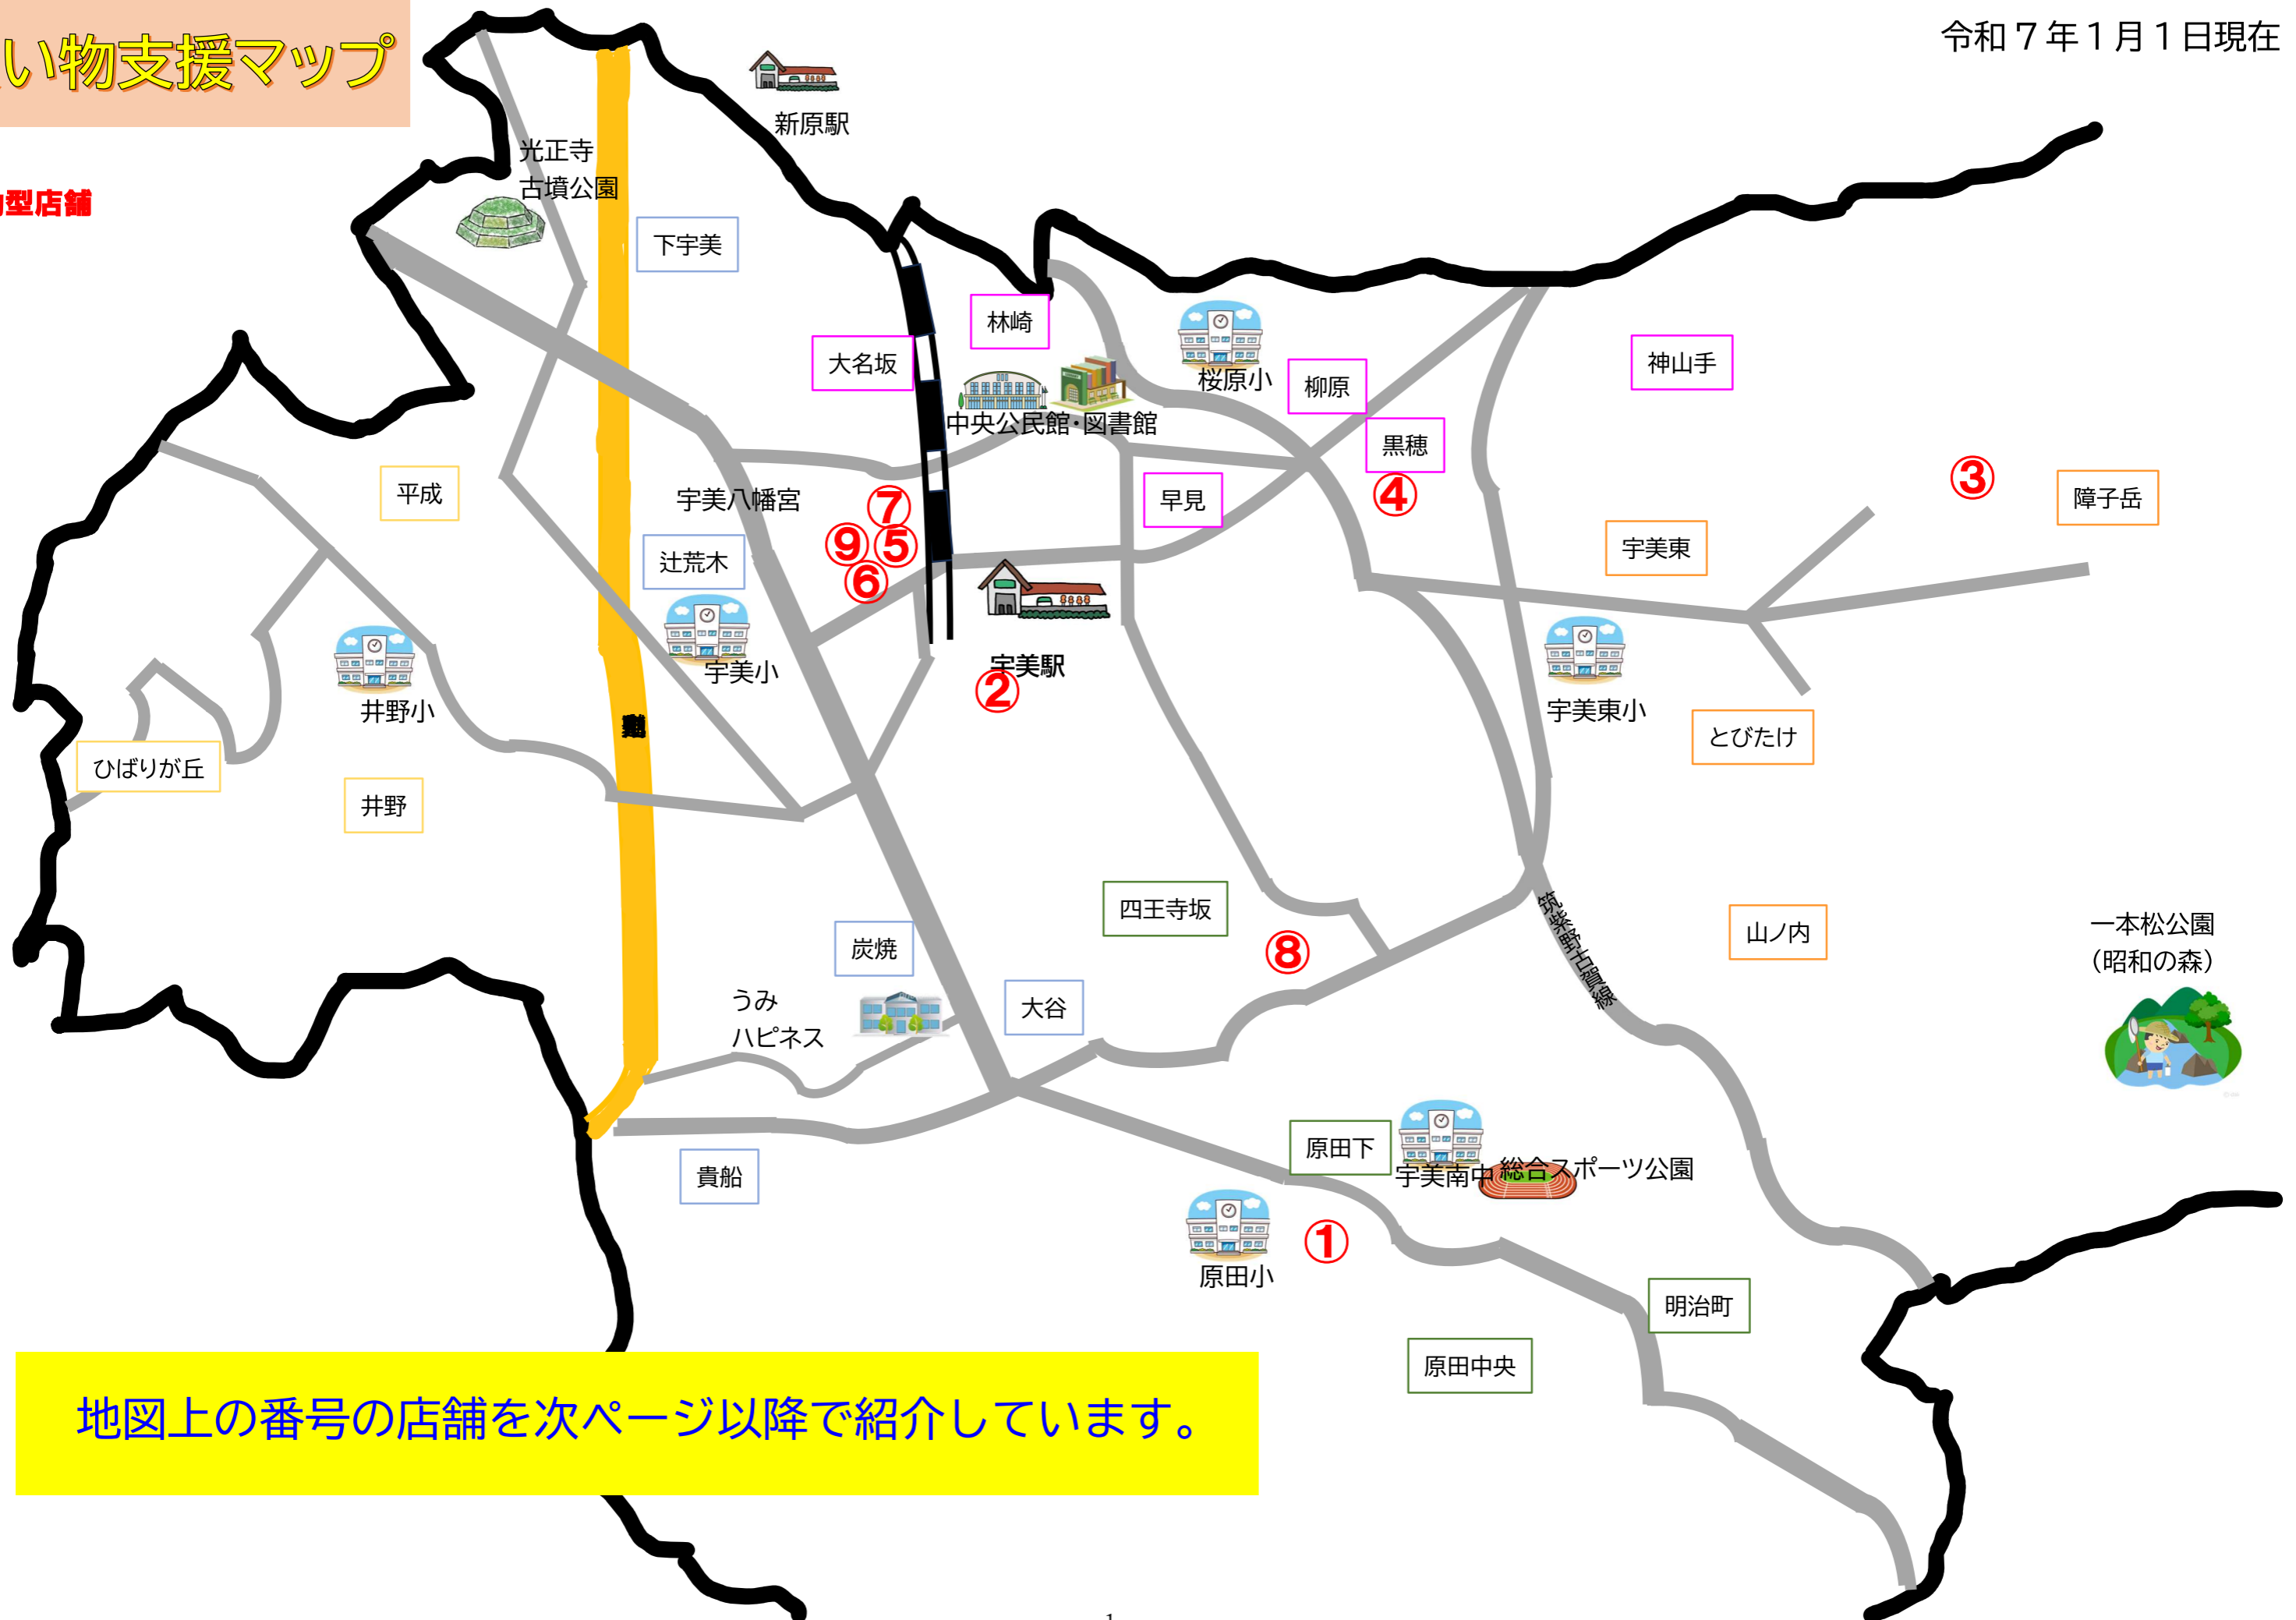 い物支援マップ
令和７年１月１日現在
型店舗
新原駅
光正寺
古墳公園
下宇美
林崎
大名坂
桜原小
柳原
神山手
中央公民館・図書館
黒穂
平成
宇美八幡宮
早見
④
③
障子岳
⑦
⑨
⑤
⑥
辻荒木
宇美東
宇美小
宇美駅
②
井野小
宇美東小
とびたけ
ひばりが丘
井野
四王寺坂
筑紫野古賀線
山ノ内
一本松公園
（昭和の森）
炭焼
⑧
うみ
ハピネス
大谷
原田下
宇美南中
総合スポーツ公園
貴船
原田小
①
明治町
原田中央
地図上の番号の店舗を次ページ以降で紹介しています。